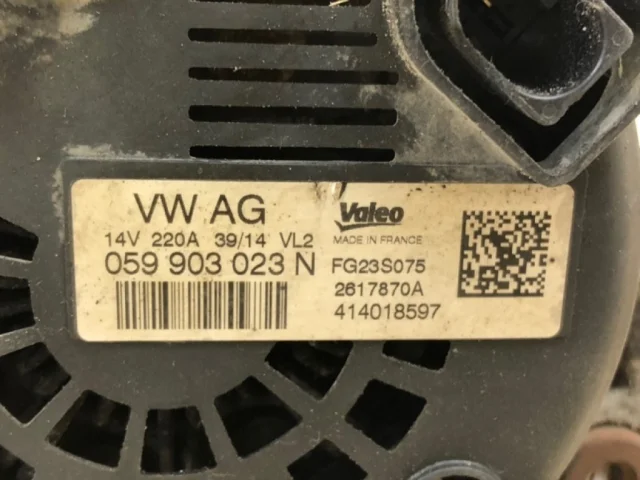 VW AG
14V 220A 39/14 VL2
059 903 023 N
Valeo
MADE IN FRANCE
FG23S075
2617870A
414018597